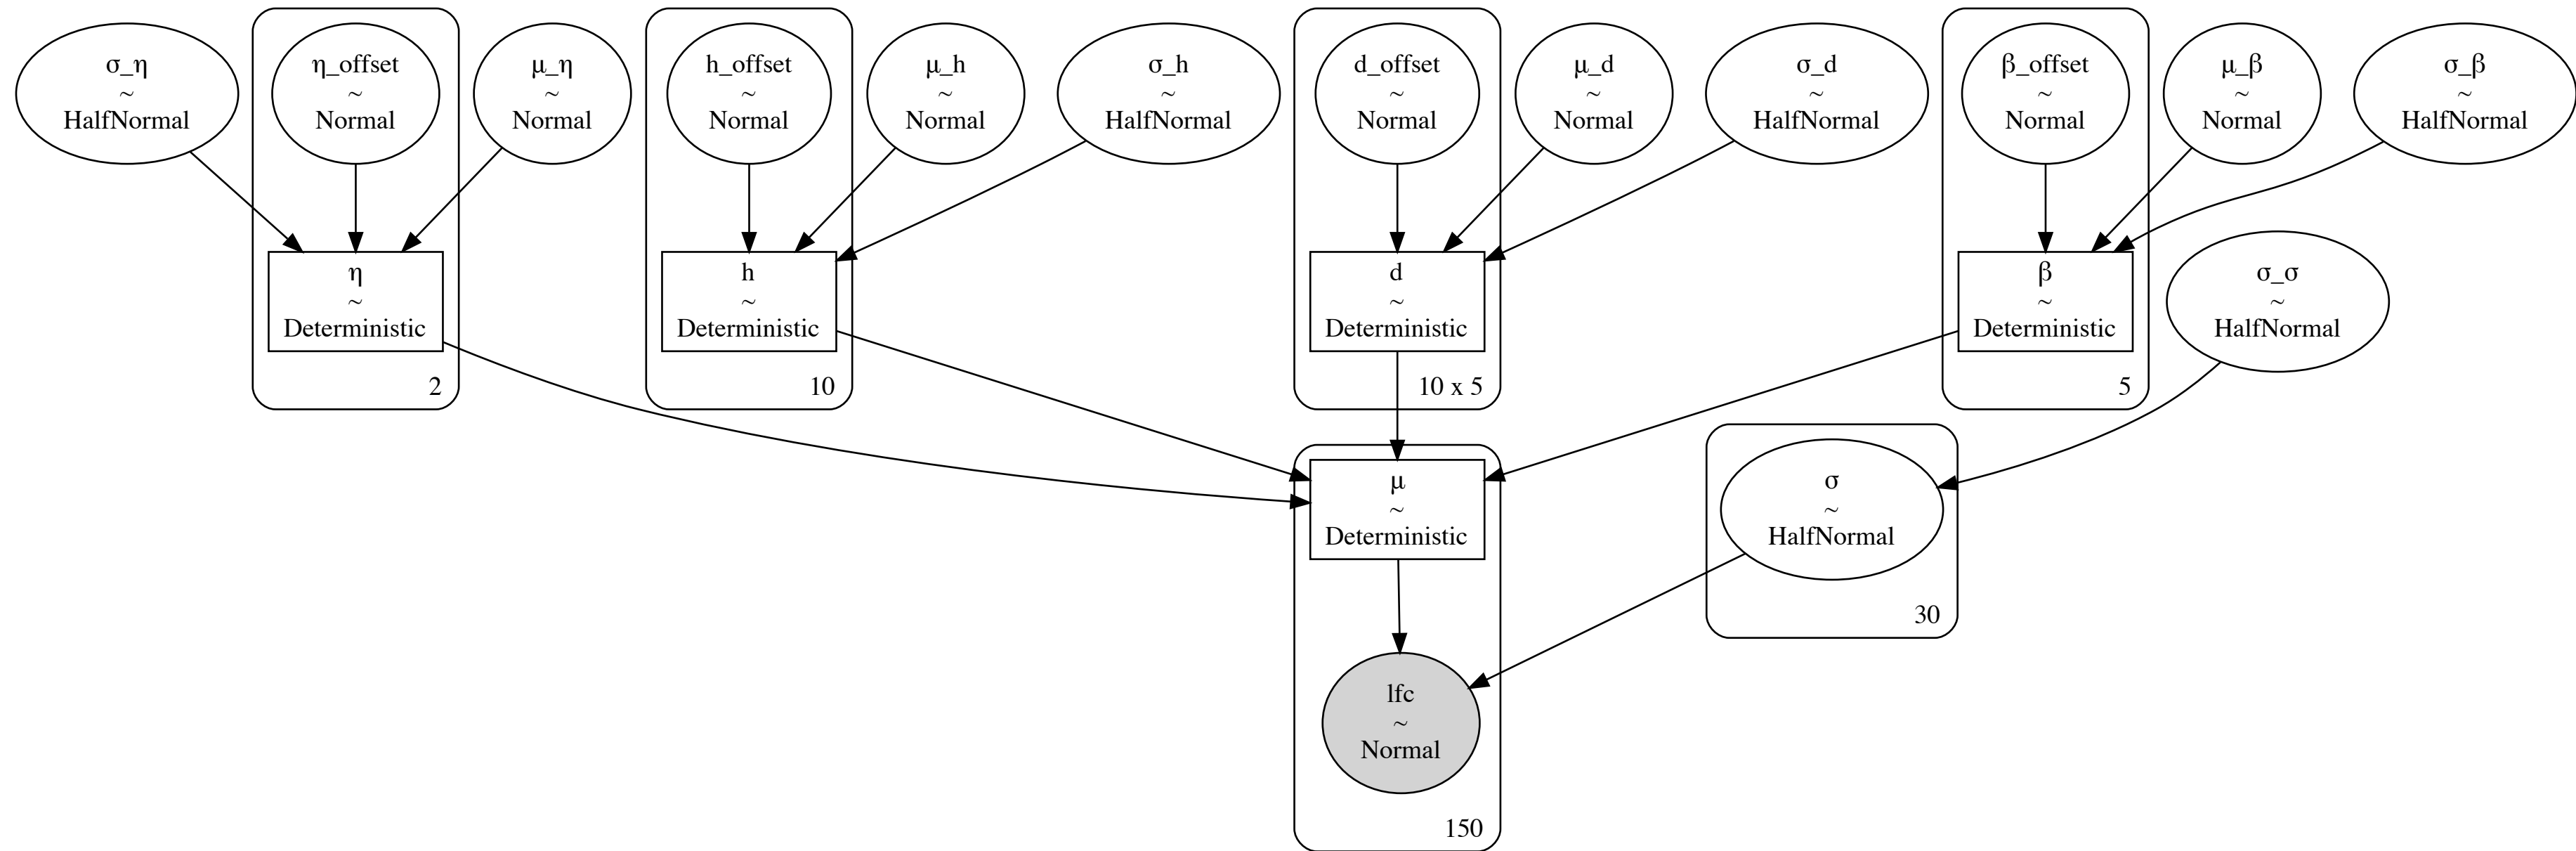 σ_η
~
HalfNormal
η_offset
~
Normal
μ_η
~
Normal
h_offset
~
Normal
μ_h
~
Normal
σ_h
~
HalfNormal
d_offset
~
Normal
μ_d
~
Normal
σ_d
~
HalfNormal
β_offset
~
Normal
μ_β
~
Normal
σ_β
~
HalfNormal
η
~
Deterministic
2
h
~
Deterministic
10
d
~
Deterministic
10 x 5
β
~
Deterministic
5
σ_σ
~
HalfNormal
μ
~
Deterministic
σ
~
HalfNormal
30
lfc
~
Normal
150